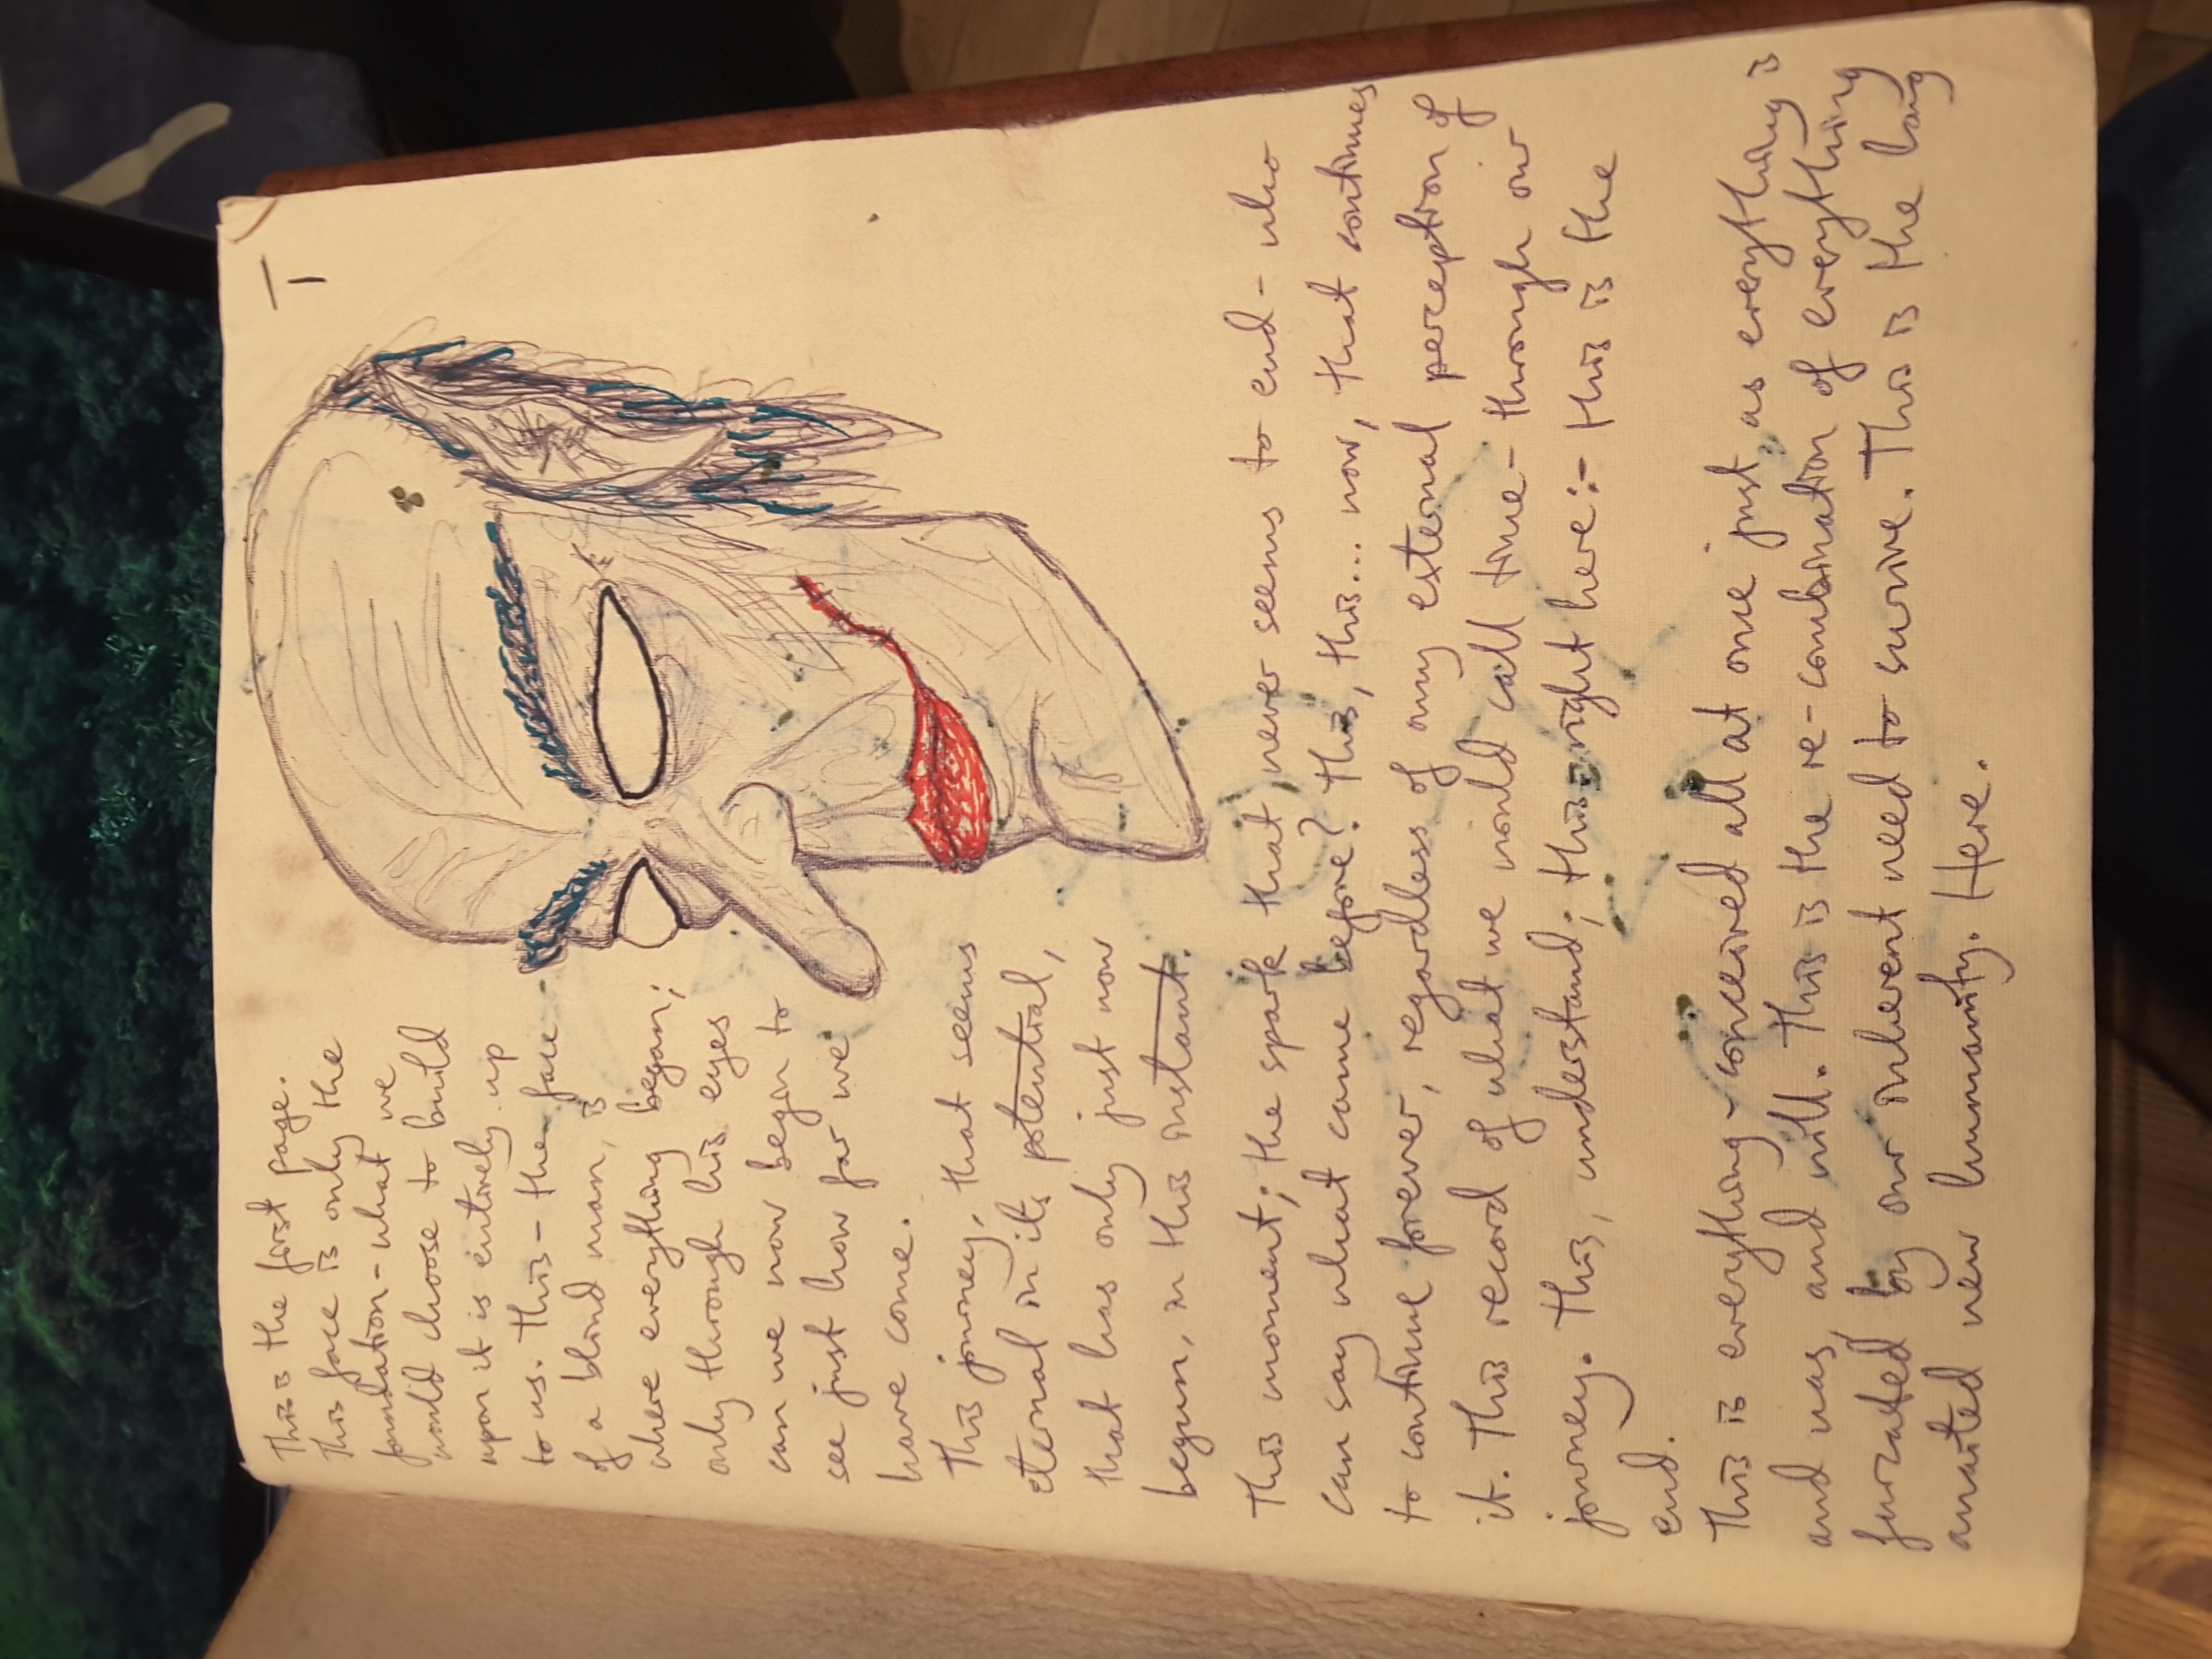 I
This is the first page.
This face is only the
foundation - what we
would choose to build
upon it is entirely up
to us. This - the face
of a blind man, is
where everything began;
only through his eyes
can we now begin to
see just how far we
have come.
This journey, that seems
eternal in its potential,
that has only just now
begun, in this instant.
This moment; the spark that never seems to end - who
can say what came before? This, this... now, that continues
to continue forever, regardless of any external perception of
it. This record of what we would call time - through our
journey. This, understand; this - right here:- this is the
end.
This is everything - conceived all at once just as everything is
and was, and will. This is the re-combination of everything
by our inherent need to survive. This is the long
awaited new humanity. Here.